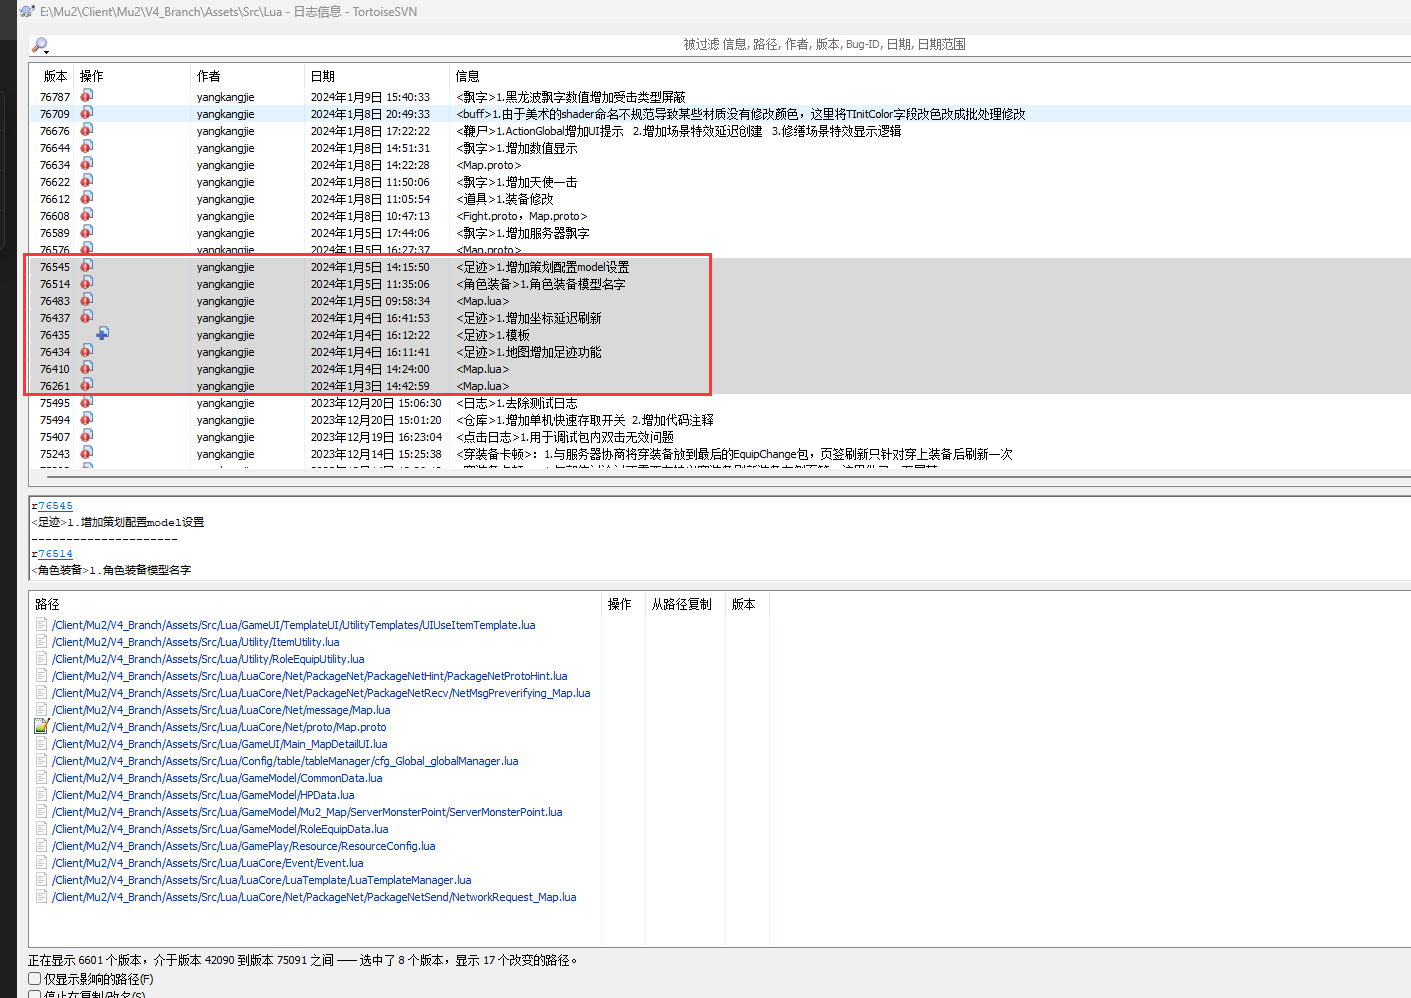 E:\Mu2\Client\Mu2\V4_Branch\Assets\Src\Lua - 日志信息 - TortoiseSVN
被过滤 信息, 路径, 作者, 版本, Bug-ID, 日期, 日期范围
版本 操作 作者 日期 信息
76787 yangkangjie 2024年1月9日 15:40:33 <飘字>1.黑龙波飘字数值增加受击类型屏蔽
76709 yangkangjie 2024年1月8日 20:49:33 <buff>1.由于美术的shader命名不规范导致某些材质没有修改颜色，这里将TInitColor字段改色改成批处理修改
76676 yangkangjie 2024年1月8日 17:22:22 <鞭尸>1.ActionGlobal增加UI提示 2.增加场景特效延迟创建 3.修缮场景特效显示逻辑
76644 yangkangjie 2024年1月8日 14:51:31 <飘字>1.增加数值显示
76634 yangkangjie 2024年1月8日 14:22:28 <Map.proto>
76622 yangkangjie 2024年1月8日 11:50:06 <飘字>1.增加天使一击
76612 yangkangjie 2024年1月8日 11:05:54 <道具>1.装备修改
76608 yangkangjie 2024年1月8日 10:47:13 <Fight.proto，Map.proto>
76589 yangkangjie 2024年1月5日 17:44:06 <飘字>1.增加服务器飘字
76576 yangkangjie 2024年1月5日 16:27:37 <Map.proto>
76545 yangkangjie 2024年1月5日 14:15:50 <足迹>1.增加策划配置model设置
76514 yangkangjie 2024年1月5日 11:35:06 <角色装备>1.角色装备模型名字
76483 yangkangjie 2024年1月5日 09:58:34 <Map.lua>
76437 yangkangjie 2024年1月4日 16:41:53 <足迹>1.增加坐标延迟刷新
76435 yangkangjie 2024年1月4日 16:12:22 <足迹>1.模板
76434 yangkangjie 2024年1月4日 16:11:41 <足迹>1.地图增加足迹功能
76410 yangkangjie 2024年1月4日 14:24:00 <Map.lua>
76261 yangkangjie 2024年1月3日 14:42:59 <Map.lua>
75495 yangkangjie 2023年12月20日 15:06:30 <日志>1.去除测试日志
75494 yangkangjie 2023年12月20日 15:01:20 <仓库>1.增加单机快速存取开关 2.增加代码注释
75407 yangkangjie 2023年12月19日 16:23:04 <点击日志>1.用于调试包内双击无效问题
75243 yangkangjie 2023年12月14日 15:25:38 <穿装备卡顿>：1.与服务器协商将穿装备放到最后的EquipChange包，页签刷新只针对穿上装备后刷新一次
r76545
<足迹>1.增加策划配置model设置
---------------------
r76514
<角色装备>1.角色装备模型名字
路径 操作 从路径复制 版本
/Client/Mu2/V4_Branch/Assets/Src/Lua/GameUI/TemplateUI/UtilityTemplates/UIUseItemTemplate.lua
/Client/Mu2/V4_Branch/Assets/Src/Lua/Utility/ItemUtility.lua
/Client/Mu2/V4_Branch/Assets/Src/Lua/Utility/RoleEquipUtility.lua
/Client/Mu2/V4_Branch/Assets/Src/Lua/LuaCore/Net/PackageNet/PackageNetHint/PackageNetProtoHint.lua
/Client/Mu2/V4_Branch/Assets/Src/Lua/LuaCore/Net/PackageNet/PackageNetRecv/NetMsgPreverifying_Map.lua
/Client/Mu2/V4_Branch/Assets/Src/Lua/LuaCore/Net/message/Map.lua
/Client/Mu2/V4_Branch/Assets/Src/Lua/LuaCore/Net/proto/Map.proto
/Client/Mu2/V4_Branch/Assets/Src/Lua/GameUI/Main_MapDetailUI.lua
/Client/Mu2/V4_Branch/Assets/Src/Lua/Config/table/tableManager/cfg_Global_globalManager.lua
/Client/Mu2/V4_Branch/Assets/Src/Lua/GameModel/CommonData.lua
/Client/Mu2/V4_Branch/Assets/Src/Lua/GameModel/HPData.lua
/Client/Mu2/V4_Branch/Assets/Src/Lua/GameModel/Mu2_Map/ServerMonsterPoint/ServerMonsterPoint.lua
/Client/Mu2/V4_Branch/Assets/Src/Lua/GameModel/RoleEquipData.lua
/Client/Mu2/V4_Branch/Assets/Src/Lua/GamePlay/Resource/ResourceConfig.lua
/Client/Mu2/V4_Branch/Assets/Src/Lua/LuaCore/Event/Event.lua
/Client/Mu2/V4_Branch/Assets/Src/Lua/LuaCore/LuaTemplate/LuaTemplateManager.lua
/Client/Mu2/V4_Branch/Assets/Src/Lua/LuaCore/Net/PackageNet/PackageNetSend/NetworkRequest_Map.lua
正在显示 6601 个版本，介于版本 42090 到版本 75091 之间 —— 选中了 8 个版本，显示 17 个改变的路径。
仅显示影响的路径(F)
停止在复制/改名(S)